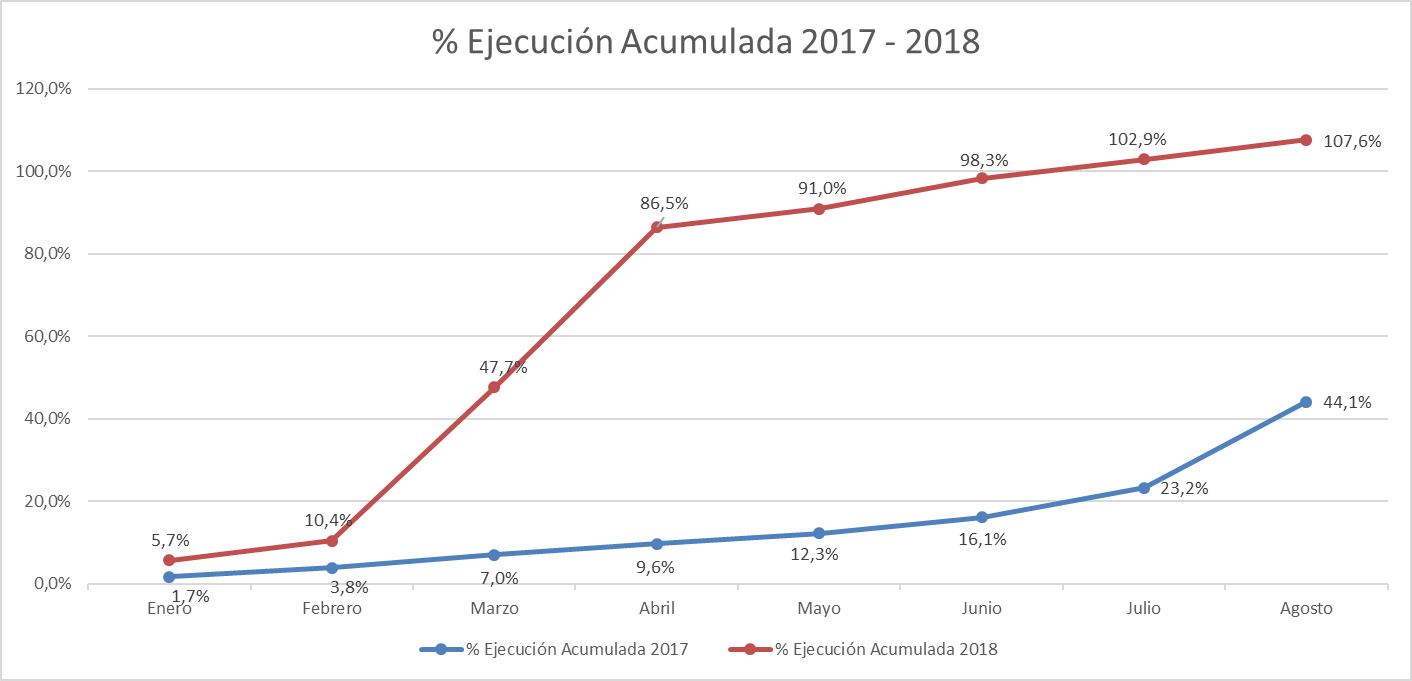 % Ejecución Acumulada 2017 - 2018
120,0%
100,0%
80,0%
60,0%
40,0%
20,0%
0,0%
5,7%
10,4%
47,7%
86,5%
91,0%
98,3%
102,9%
107,6%
1,7%
3,8%
7,0%
9,6%
12,3%
16,1%
23,2%
44,1%
Enero
Febrero
Marzo
Abril
Mayo
Junio
Julio
Agosto
% Ejecución Acumulada 2017
% Ejecución Acumulada 2018